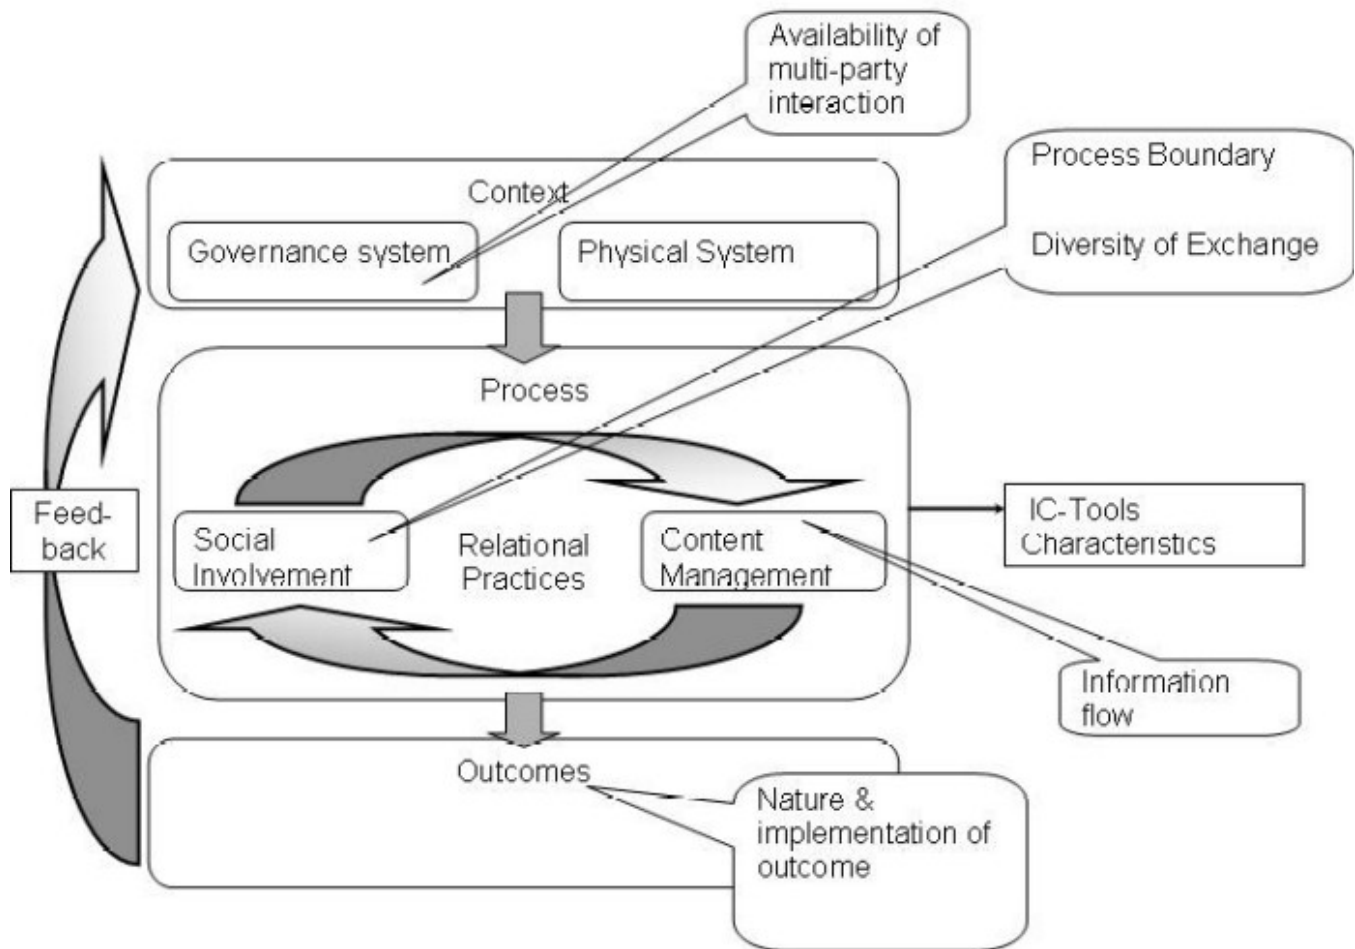 Availability of
multi-party
interaction
Process Boundary
Diversity of Exchange
Context
Governance system
Physical System
Process
Feed-
back
Social
Involvement
Relational
Practices
Content
Management
IC-Tools
Characteristics
Information
flow
Outcomes
Nature &
implementation of
outcome